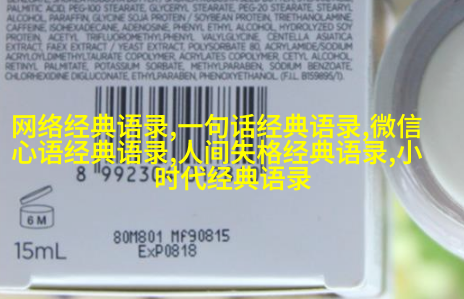 PALMITIC ACID, PEG-100 STEARATE, GLYCERYL STEARATE, PEG-20 STEARATE, STEARYL
ALCOHOL, PARAFFIN, GLYCINE SOJA PROTEIN / SOYBEAN PROTEIN, TRIETHANOLAMINE,
CAFFEINE, ISOHEXADECANE, ADENOSINE, PHENYL ETHYL ALCOHOL, HYDROLYZED SOY
PROTEIN, ACETYL TRIFLUOROMETHYLPHENYL VALYLGLYCINE, CENTELLA ASIATICA
EXTRACT, FAEX EXTRACT / YEAST EXTRACT, POLYSORBATE 80, ACRYLAMIDE/SODIUM
ACRYLOYLDIMETHYLTAURATE COPOLYMER, ACRYLATES COPOLYMER, CETYL ALCOHOL,
RETINYL PALMITATE, POTASSIUM SORBATE, METHYLPARABEN, SODIUM BENZOATE,
CHLORHEXIDINE DIGLUCONATE, ETHYLPARABEN, PHENOXYETHANOL. (F.I.L. B159895/1).
网络经典语录,一句话经典语录,微信
心语经典语录,人间失格经典语录,小
时代经典语录
8 99230
6 M
15mL
80M801 MF90815
EXP0818